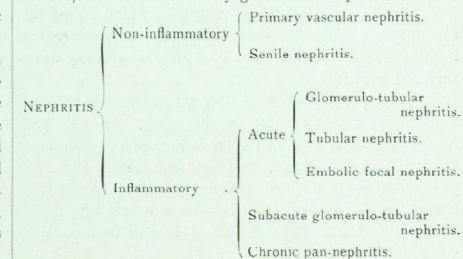 Primary vascular nephritis.
Non-inflammatory
Senile nephritis.
NEPHRITIS
Glomerulo-tubular
nephritis.
Acute
Tubular nephritis.
Embolic focal nephritis.
Inflammatory
Subacute glomerulo-tubular
nephritis.
Chronic pan-nephritis.